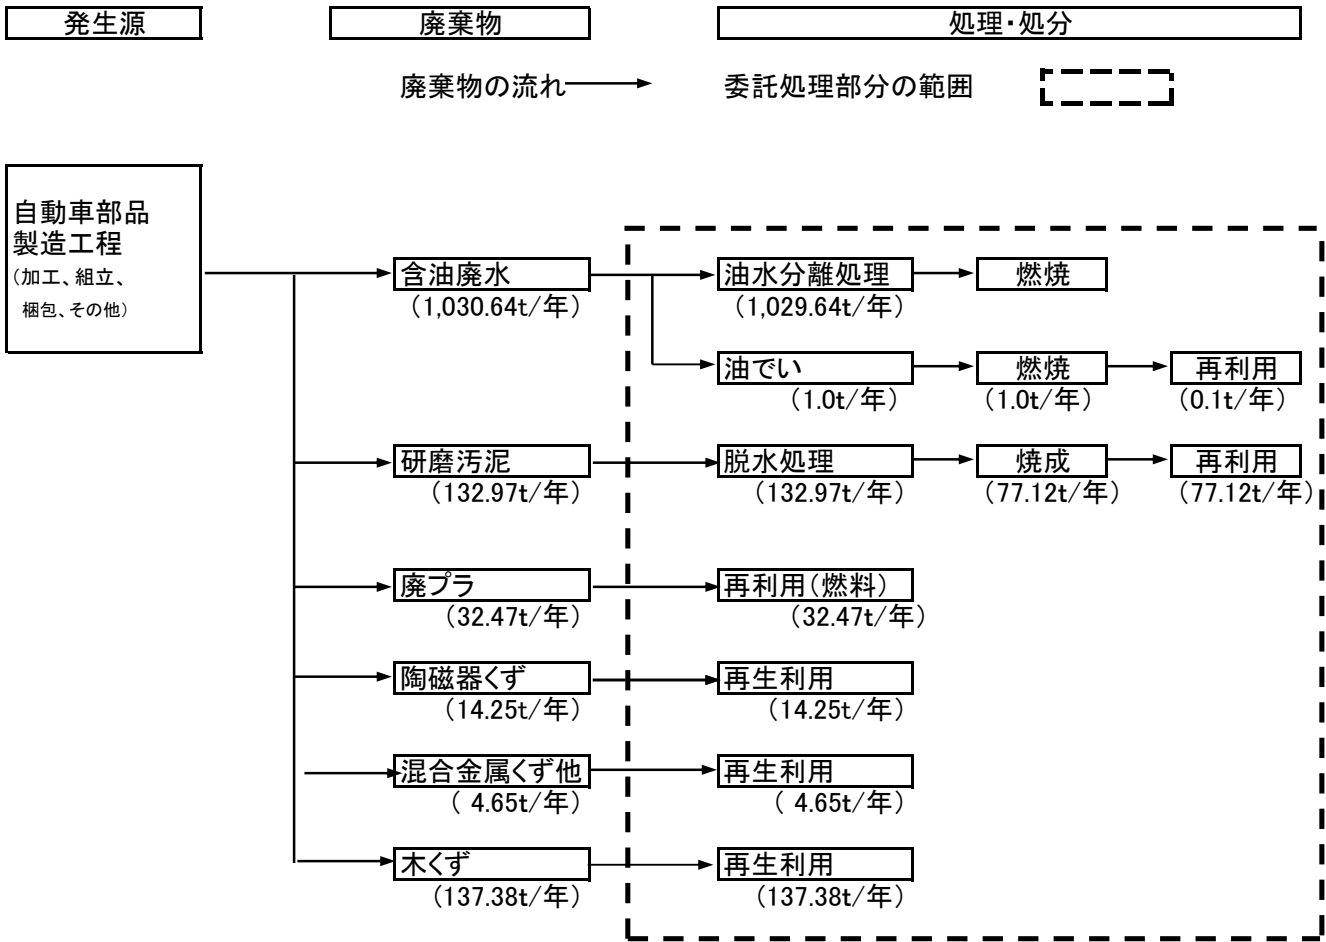 発生源
廃棄物
処理・処分
廃棄物の流れ
委託処理部分の範囲
自動車部品
製造工程
（加工、組立、
梱包、その他）
含油廃水
油水分離処理
燃焼
（1,030.64t/年）
（1,029.64t/年）
油でい
燃焼
再利用
（1.0t/年）
（1.0t/年）
（0.1t/年）
研磨汚泥
脱水処理
焼成
再利用
（132.97t/年）
（132.97t/年）
（77.12t/年）
（77.12t/年）
廃プラ
再利用（燃料）
（32.47t/年）
（32.47t/年）
陶磁器くず
再生利用
（14.25t/年）
（14.25t/年）
混合金属くず他
再生利用
（ 4.65t/年）
（ 4.65t/年）
木くず
再生利用
（137.38t/年）
（137.38t/年）